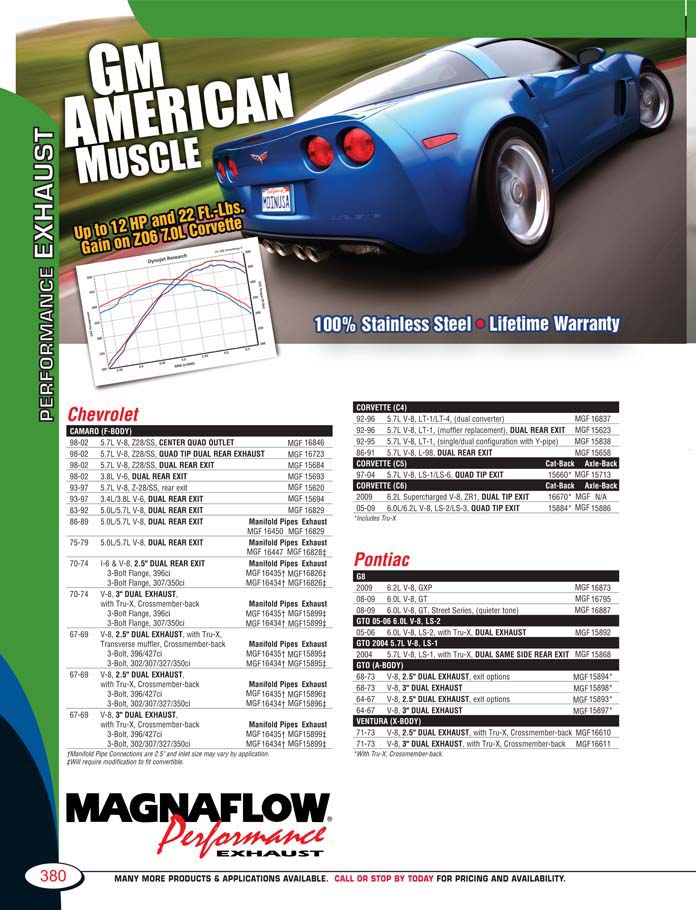 GM
AMERICAN
MUSCLE
PERFORMANCE EXHAUST
Up to 12 HP and 22 Ft.-Lbs.
Gain on Z06 7.0L Corvette
Dynojet Research
RPM (x1000)
MDINUSA
100% Stainless Steel • Lifetime Warranty
Chevrolet
CAMARO (F-BODY)
98-02 5.7L V-8, Z28/SS, CENTER QUAD OUTLET MGF 16846
98-02 5.7L V-8, Z28/SS, QUAD TIP DUAL REAR EXHAUST MGF 16723
98-02 5.7L V-8, Z28/SS, DUAL REAR EXIT MGF 15684
98-02 3.8L V-6, DUAL REAR EXIT MGF 15693
93-97 5.7L V-8, Z-28/SS, rear exit MGF 15620
93-97 3.4L/3.8L V-6, DUAL REAR EXIT MGF 15694
83-92 5.0L/5.7L V-8, DUAL REAR EXIT MGF 16829
86-89 5.0L/5.7L V-8, DUAL REAR EXIT Manifold Pipes Exhaust
MGF 16450 MGF 16829
75-79 5.0L/5.7L V-8, DUAL REAR EXIT Manifold Pipes Exhaust
MGF 16447 MGF16828‡
70-74 I-6 & V-8, 2.5" DUAL REAR EXIT Manifold Pipes Exhaust
3-Bolt Flange, 396ci MGF16435† MGF16826‡
3-Bolt Flange, 307/350ci MGF16434† MGF16826‡
70-74 V-8, 3" DUAL EXHAUST,
with Tru-X, Crossmember-back Manifold Pipes Exhaust
3-Bolt Flange, 396ci MGF16435† MGF15899‡
3-Bolt Flange, 307/350ci MGF16434† MGF15899‡
67-69 V-8, 2.5" DUAL EXHAUST, with Tru-X,
Transverse muffler, Crossmember-back Manifold Pipes Exhaust
3-Bolt, 396/427ci MGF16435† MGF15895‡
3-Bolt, 302/307/327/350ci MGF16434† MGF15895‡
67-69 V-8, 2.5" DUAL EXHAUST,
with Tru-X, Crossmember-back Manifold Pipes Exhaust
3-Bolt, 396/427ci MGF16435† MGF15896‡
3-Bolt, 302/307/327/350ci MGF16434† MGF15896‡
67-69 V-8, 3" DUAL EXHAUST,
with Tru-X, Crossmember-back Manifold Pipes Exhaust
3-Bolt, 396/427ci MGF16435† MGF15899‡
3-Bolt, 302/307/327/350ci MGF16434† MGF15899‡
†Manifold Pipe Connections are 2.5" and inlet size may vary by application.
‡Will require modification to fit convertible.
CORVETTE (C4)
92-96 5.7L V-8, LT-1/LT-4, (dual converter) MGF 16837
92-96 5.7L V-8, LT-1, (muffler replacement), DUAL REAR EXIT MGF 15623
92-95 5.7L V-8, LT-1, (single/dual configuration with Y-pipe) MGF 15838
86-91 5.7L V-8, L-98, DUAL REAR EXIT MGF 15658
CORVETTE (C5) Cat-Back Axle-Back
97-04 5.7L V-8, LS-1/LS-6, QUAD TIP EXIT 15660* MGF 15713
CORVETTE (C6) Cat-Back Axle-Back
2009 6.2L Supercharged V-8, ZR1, DUAL TIP EXIT 16670* MGF N/A
05-09 6.0L/6.2L V-8, LS-2/LS-3, QUAD TIP EXIT 15884* MGF 15886
*Includes Tru-X
Pontiac
G8
2009 6.2L V-8, GXP MGF 16873
08-09 6.0L V-8, GT MGF 16795
08-09 6.0L V-8, GT, Street Series, (quieter tone) MGF 16887
GTO 05-06 6.0L V-8, LS-2
05-06 6.0L V-8, LS-2, with Tru-X, DUAL EXHAUST MGF 15892
GTO 2004 5.7L V-8, LS-1
2004 5.7L V-8, LS-1, with Tru-X, DUAL SAME SIDE REAR EXIT MGF 15868
GTO (A-BODY)
68-73 V-8, 2.5" DUAL EXHAUST, exit options MGF 15894*
68-73 V-8, 3" DUAL EXHAUST MGF 15898*
64-67 V-8, 2.5" DUAL EXHAUST, exit options MGF 15893*
64-67 V-8, 3" DUAL EXHAUST MGF 15897*
VENTURA (X-BODY)
71-73 V-8, 2.5" DUAL EXHAUST, with Tru-X, Crossmember-back MGF16610
71-73 V-8, 3" DUAL EXHAUST, with Tru-X, Crossmember-back MGF16611
*With Tru-X, Crossmember-back.
MAGNAFLOW®
Performance
EXHAUST
380
MANY MORE PRODUCTS & APPLICATIONS AVAILABLE. CALL OR STOP BY TODAY FOR PRICING AND AVAILABILITY.